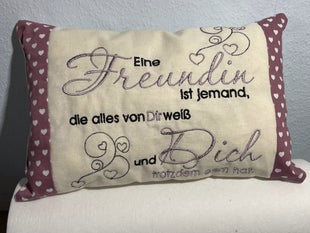 Eine
Freundin
ist jemand,
die alles von Dir weiß
und Dich
trotzdem gern hat.